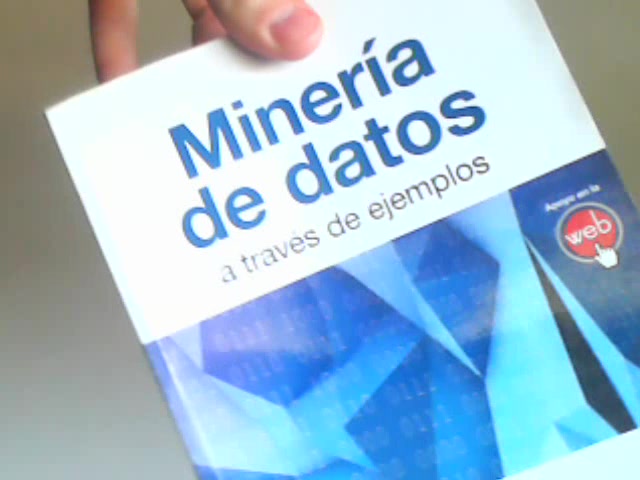 Minería
de datos
a través de ejemplos
Apoyo en la
web